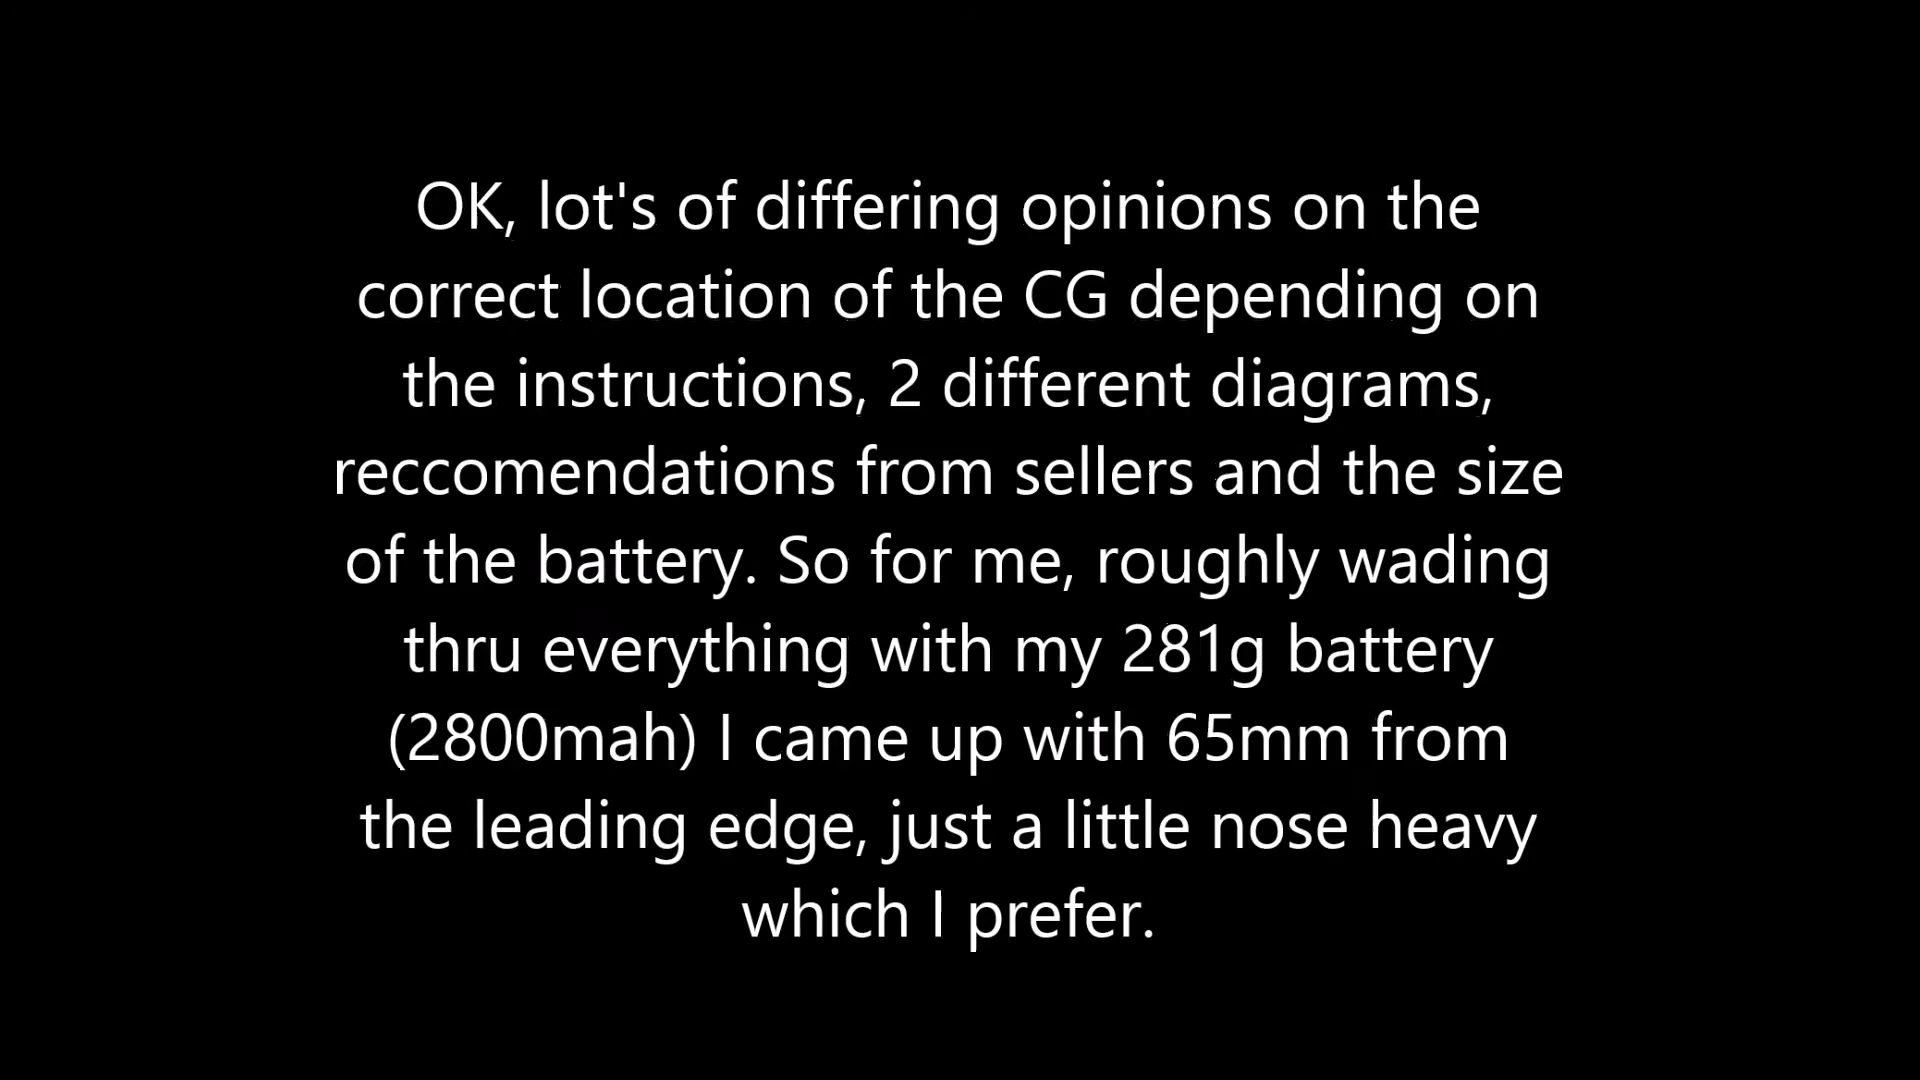 OK, lot's of differing opinions on the
correct location of the CG depending on
the instructions, 2 different diagrams,
reccomendations from sellers and the size
of the battery. So for me, roughly wading
thru everything with my 281g battery
(2800mah) I came up with 65mm from
the leading edge, just a little nose heavy
which I prefer.